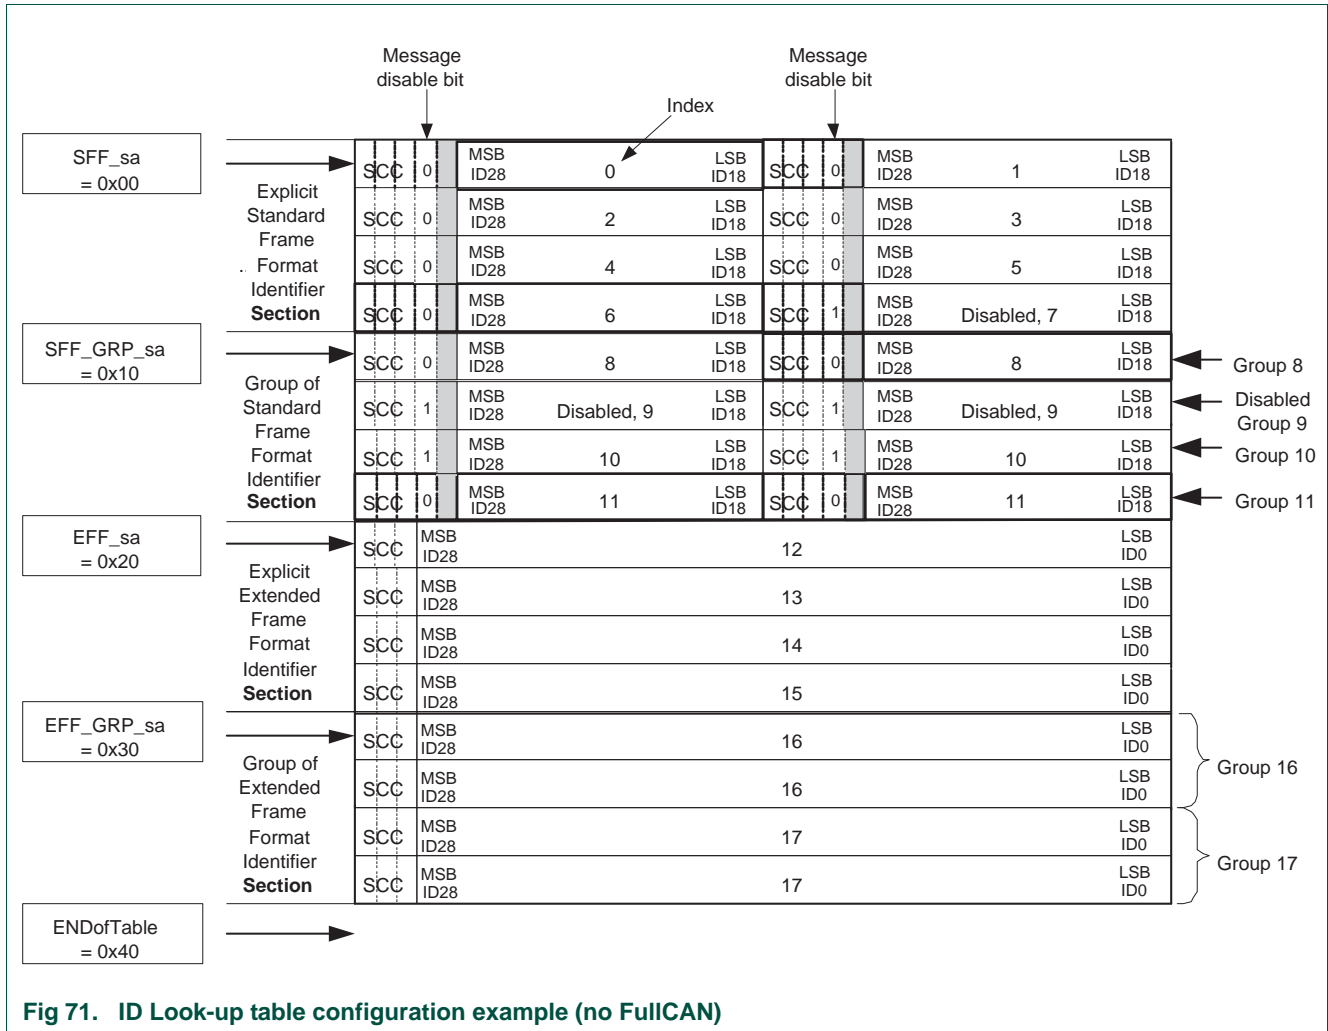 Message
disable bit
Message
disable bit
Index
SFF_sa
= 0x00
Explicit
Standard
Frame
.. Format
Identifier
Section
SCC 0 MSB ID28 0 LSB ID18 SCC 0 MSB ID28 1 LSB ID18
SCC 0 MSB ID28 2 LSB ID18 SCC 0 MSB ID28 3 LSB ID18
SCC 0 MSB ID28 4 LSB ID18 SCC 0 MSB ID28 5 LSB ID18
SCC 0 MSB ID28 6 LSB ID18 SCC 1 MSB ID28 Disabled, 7 LSB ID18
SFF_GRP_sa
= 0x10
Group of
Standard
Frame
Format
Identifier
Section
SCC 0 MSB ID28 8 LSB ID18 SCC 0 MSB ID28 8 LSB ID18 Group 8
SCC 1 MSB ID28 Disabled, 9 LSB ID18 SCC 1 MSB ID28 Disabled, 9 LSB ID18 Disabled Group 9
SCC 1 MSB ID28 10 LSB ID18 SCC 1 MSB ID28 10 LSB ID18 Group 10
SCC 0 MSB ID28 11 LSB ID18 SCC 0 MSB ID28 11 LSB ID18 Group 11
EFF_sa
= 0x20
Explicit
Extended
Frame
Format
Identifier
Section
SCC MSB ID28 12 LSB ID0
SCC MSB ID28 13 LSB ID0
SCC MSB ID28 14 LSB ID0
SCC MSB ID28 15 LSB ID0
EFF_GRP_sa
= 0x30
Group of
Extended
Frame
Format
Identifier
Section
SCC MSB ID28 16 LSB ID0
SCC MSB ID28 16 LSB ID0
Group 16
SCC MSB ID28 17 LSB ID0
SCC MSB ID28 17 LSB ID0
Group 17
ENDofTable
= 0x40
Fig 71. ID Look-up table configuration example (no FullCAN)